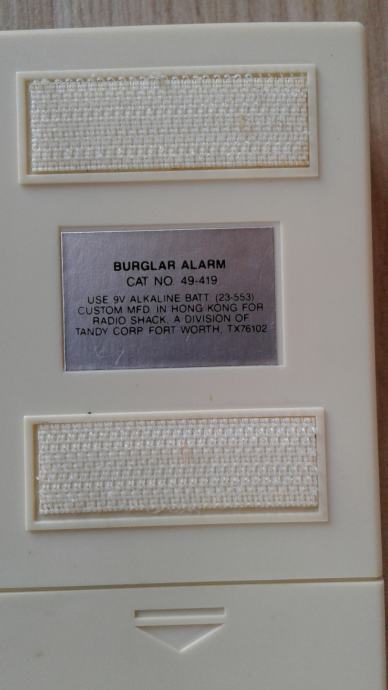 BURGLAR ALARM
CAT NO. 49-419
USE 9V ALKALINE BATT. (23-553)
CUSTOM MFD. IN HONG KONG FOR
RADIO SHACK, A DIVISION OF
TANDY CORP. FORT WORTH, TX76102